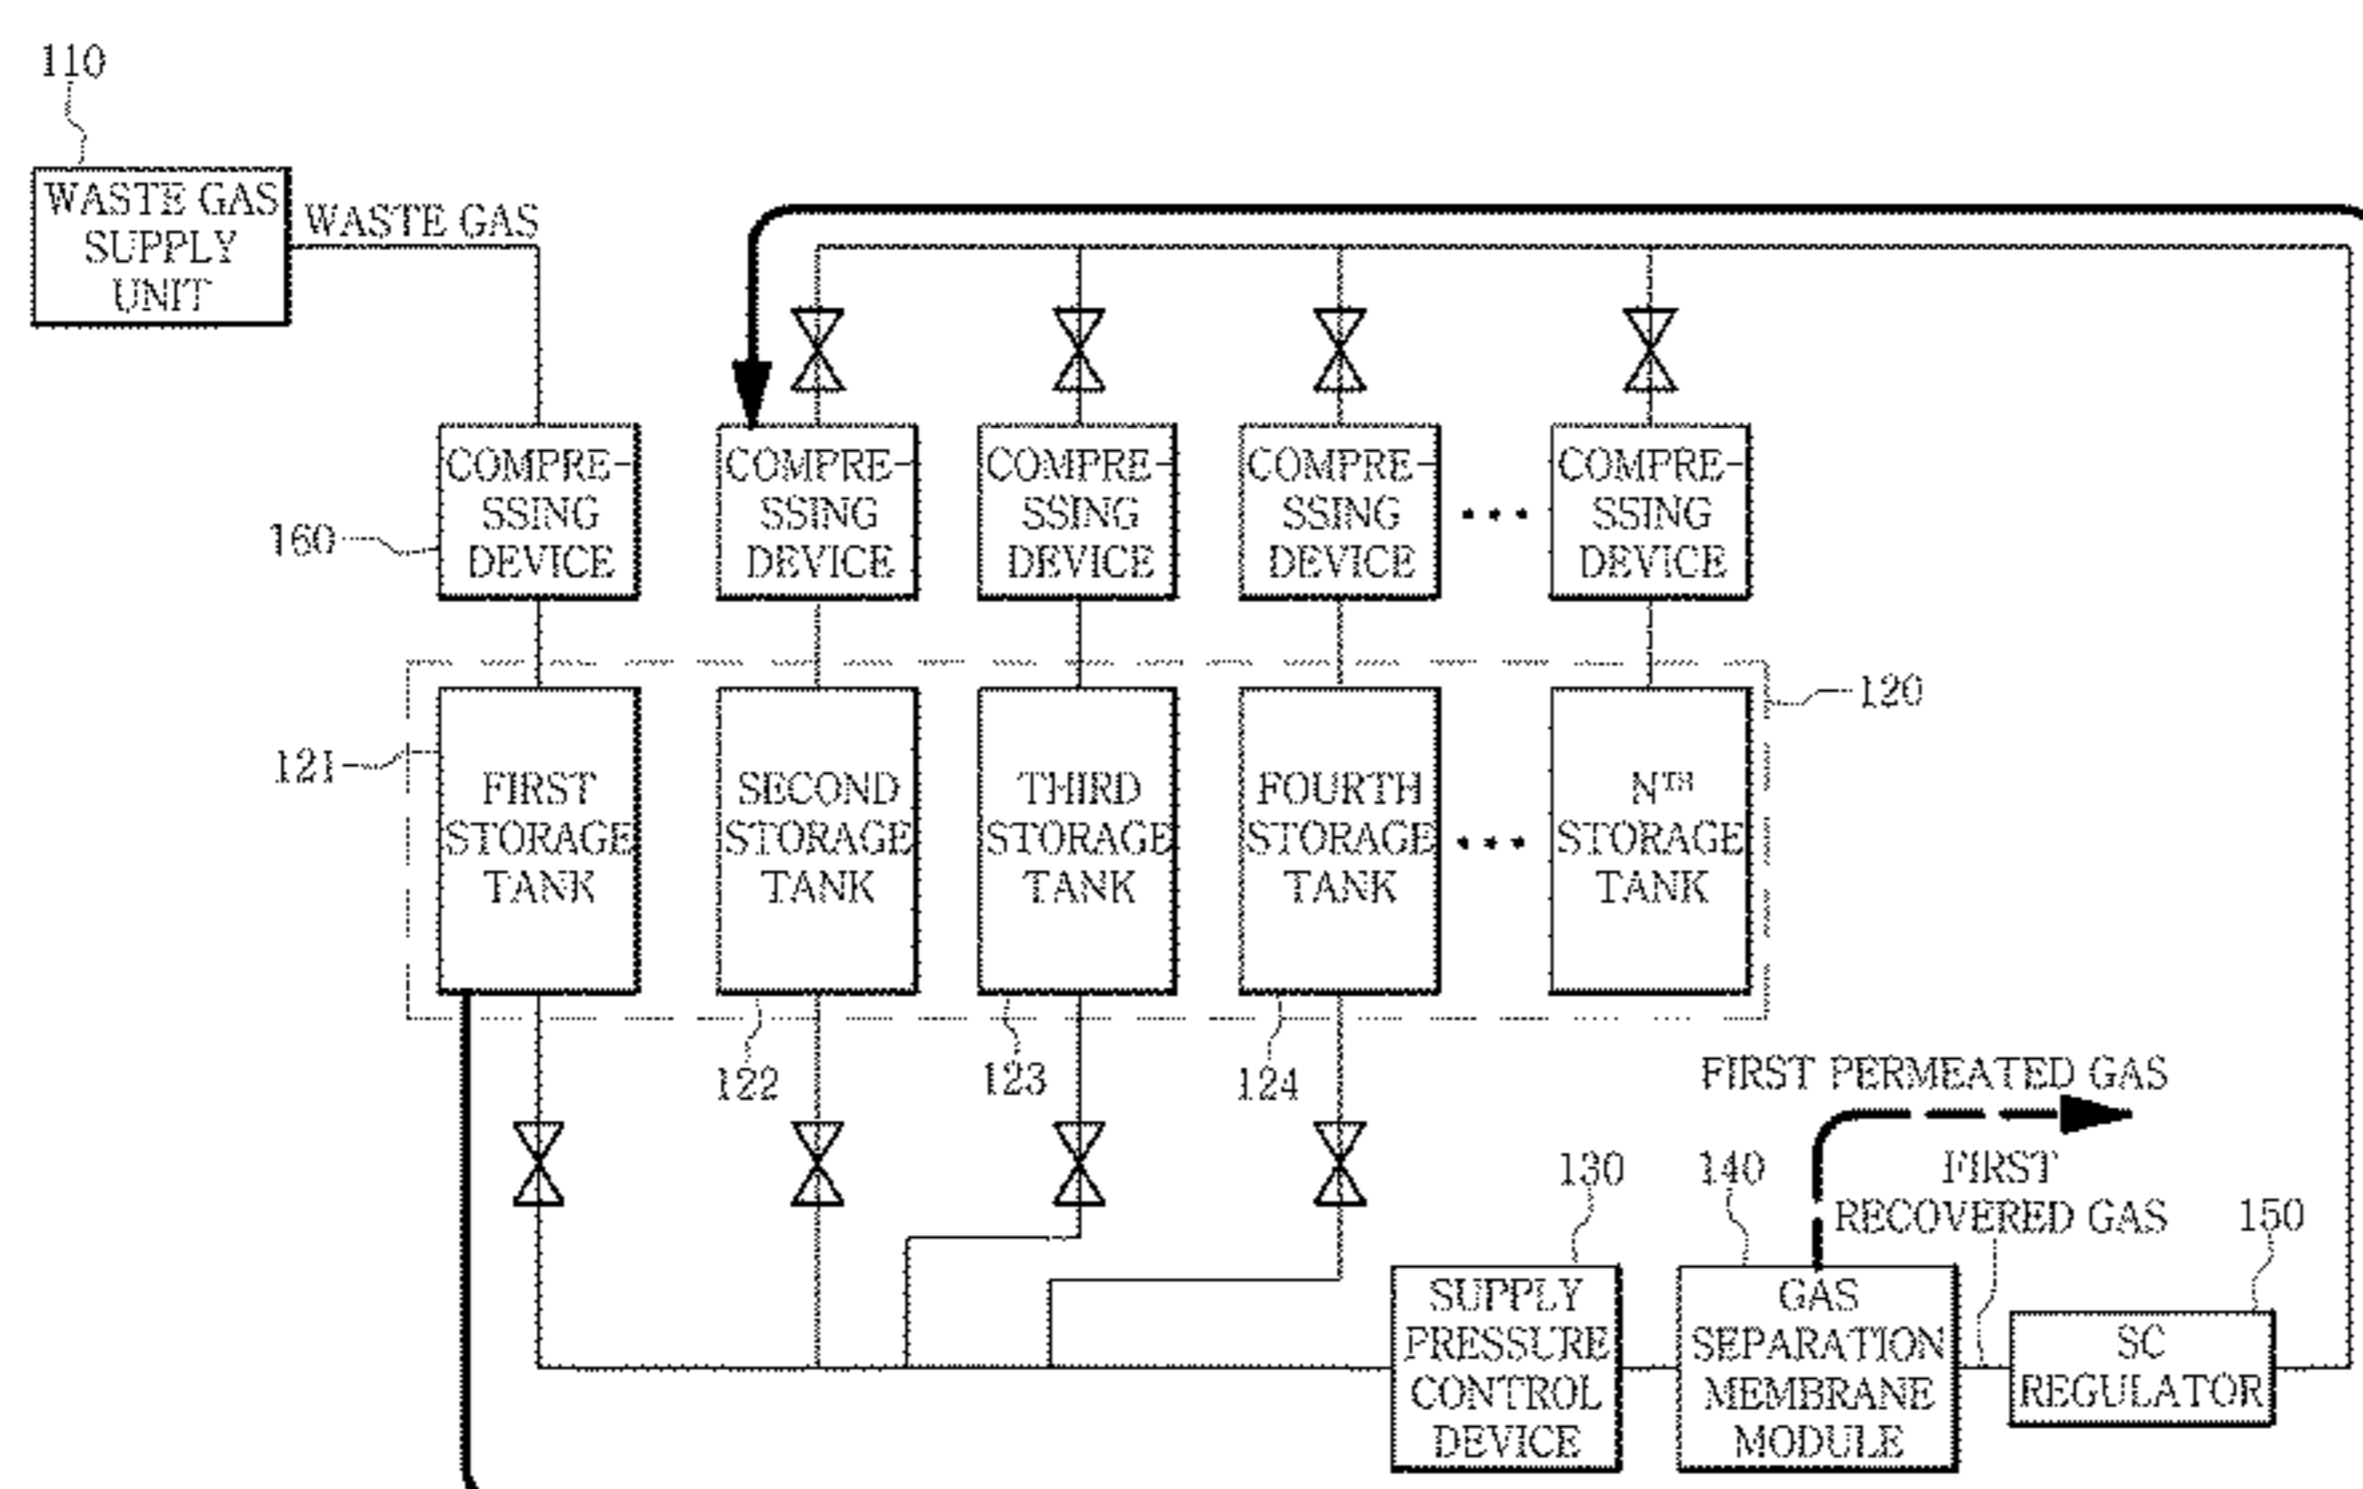 110
WASTE GAS
SUPPLY
UNIT
WASTE GAS
COMPRE-
SSING
DEVICE
COMPRE-
SSING
DEVICE
COMPRE-
SSING
DEVICE
COMPRE-
SSING
DEVICE
...
COMPRE-
SSING
DEVICE
160
120
121
FIRST
STORAGE
TANK
SECOND
STORAGE
TANK
THIRD
STORAGE
TANK
FOURTH
STORAGE
TANK
...
NTH
STORAGE
TANK
122
123
124
FIRST PERMEATED GAS
130
140
FIRST
RECOVERED GAS
150
SUPPLY
PRESSURE
CONTROL
DEVICE
GAS
SEPARATION
MEMBRANE
MODULE
SC
REGULATOR